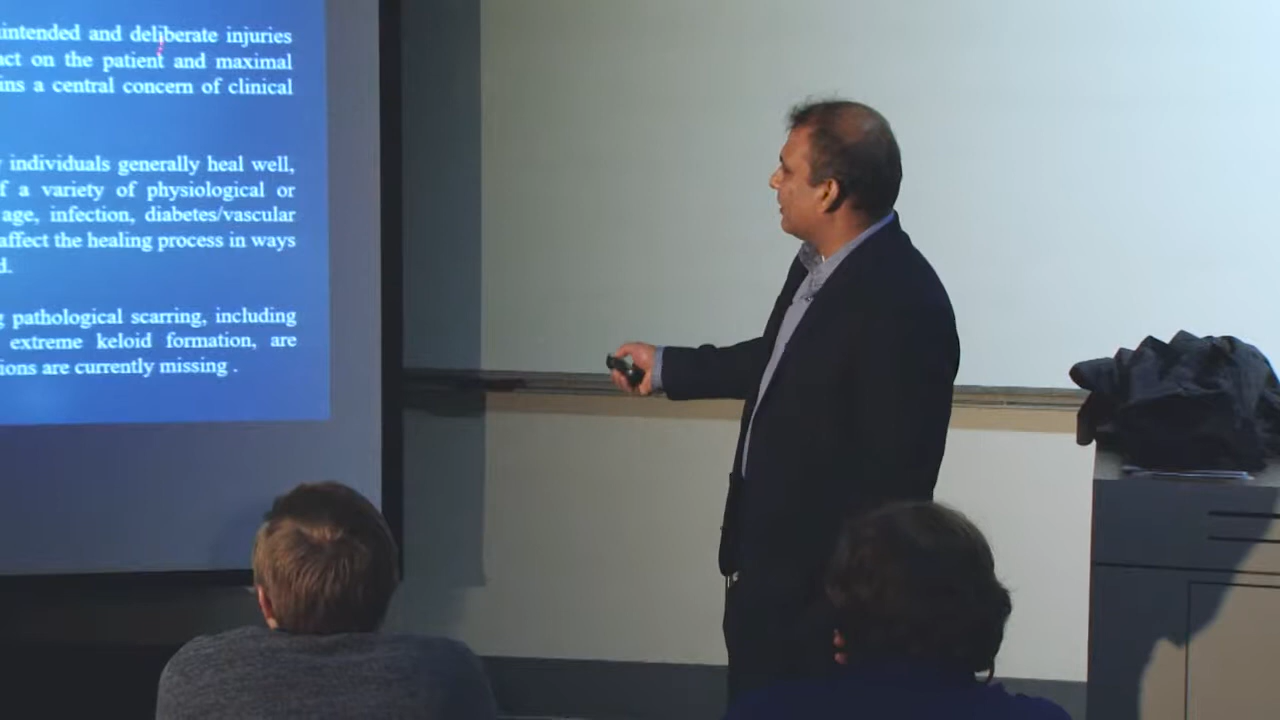 intended and deliberate injuries
act on the patient and maximal
ins a central concern of clinical
individuals generally heal well,
f a variety of physiological or
age, infection, diabetes/vascular
affect the healing process in ways
d.
g pathological scarring, including
extreme keloid formation, are
ions are currently missing .